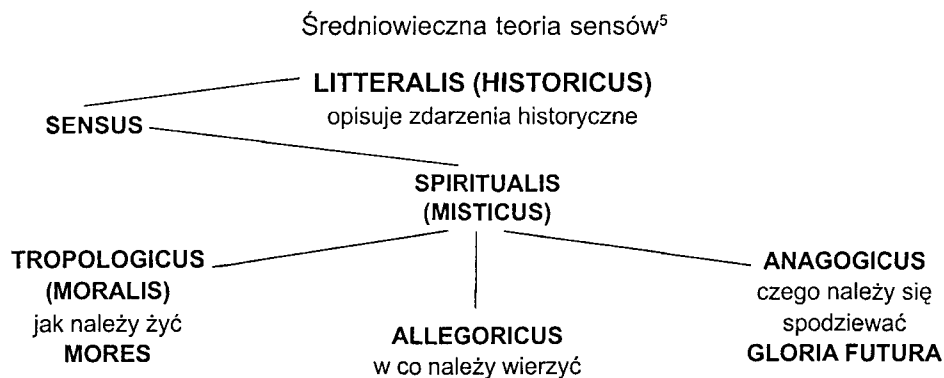 Średniowieczna teoria sensów⁵
LITTERALIS (HISTORICUS)
opisuje zdarzenia historyczne
SENSUS
SPIRITUALIS
(MISTICUS)
TROPOLOGICUS
(MORALIS)
jak należy żyć
MORES
ALLEGORICUS
w co należy wierzyć
ANAGOGICUS
czego należy się
spodziewać
GLORIA FUTURA